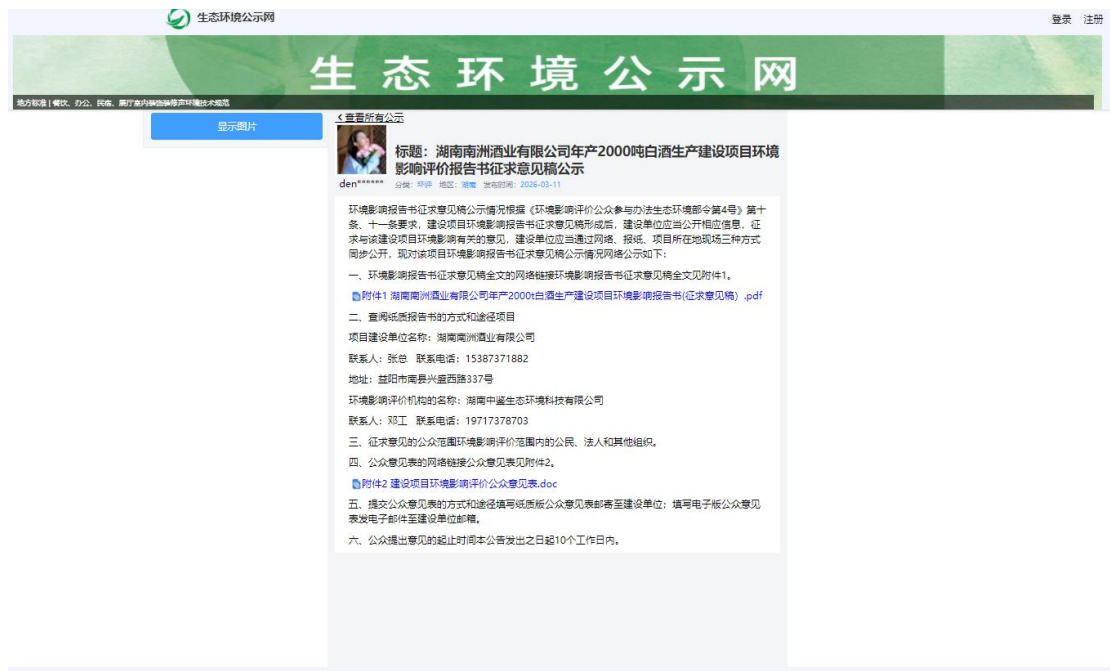 生态环境公示网
登录 注册
生态环境公示网
地方标准 | 餐饮、办公、民宿、展厅室内装饰装修声环境技术规范
显示图片
< 查看所有公示
标题：湖南南洲酒业有限公司年产2000吨白酒生产建设项目环境
影响评价报告书征求意见稿公示
den******
分类：环评 地区：湖南 发布时间：2026-03-11
环境影响报告书征求意见稿公示情况根据《环境影响评价公众参与办法生态环境部令第4号》第十
条、十一条要求，建设项目环境影响报告书征求意见稿形成后，建设单位应当公开相应信息，征
求与该建设项目环境影响有关的意见，建设单位应当通过网络、报纸、项目所在地现场三种方式
同步公开，现对该项目环境影响报告书征求意见稿公示情况网络公示如下：
一、环境影响报告书征求意见稿全文的网络链接环境影响报告书征求意见稿全文见附件1。
附件1 湖南南洲酒业有限公司年产2000t白酒生产建设项目环境影响报告书(征求意见稿）.pdf
二、查阅纸质报告书的方式和途径项目
项目建设单位名称：湖南南洲酒业有限公司
联系人：张总 联系电话：15387371882
地址：益阳市南县兴盛西路337号
环境影响评价机构的名称：湖南中鉴生态环境科技有限公司
联系人：邓工 联系电话：19717378703
三、征求意见的公众范围环境影响评价范围内的公民、法人和其他组织。
四、公众意见表的网络链接公众意见表见附件2。
附件2 建设项目环境影响评价公众意见表.doc
五、提交公众意见表的方式和途径填写纸质版公众意见表邮寄至建设单位；填写电子版公众意见
表发电子邮件至建设单位邮箱。
六、公众提出意见的起止时间本公告发出之日起10个工作日内。